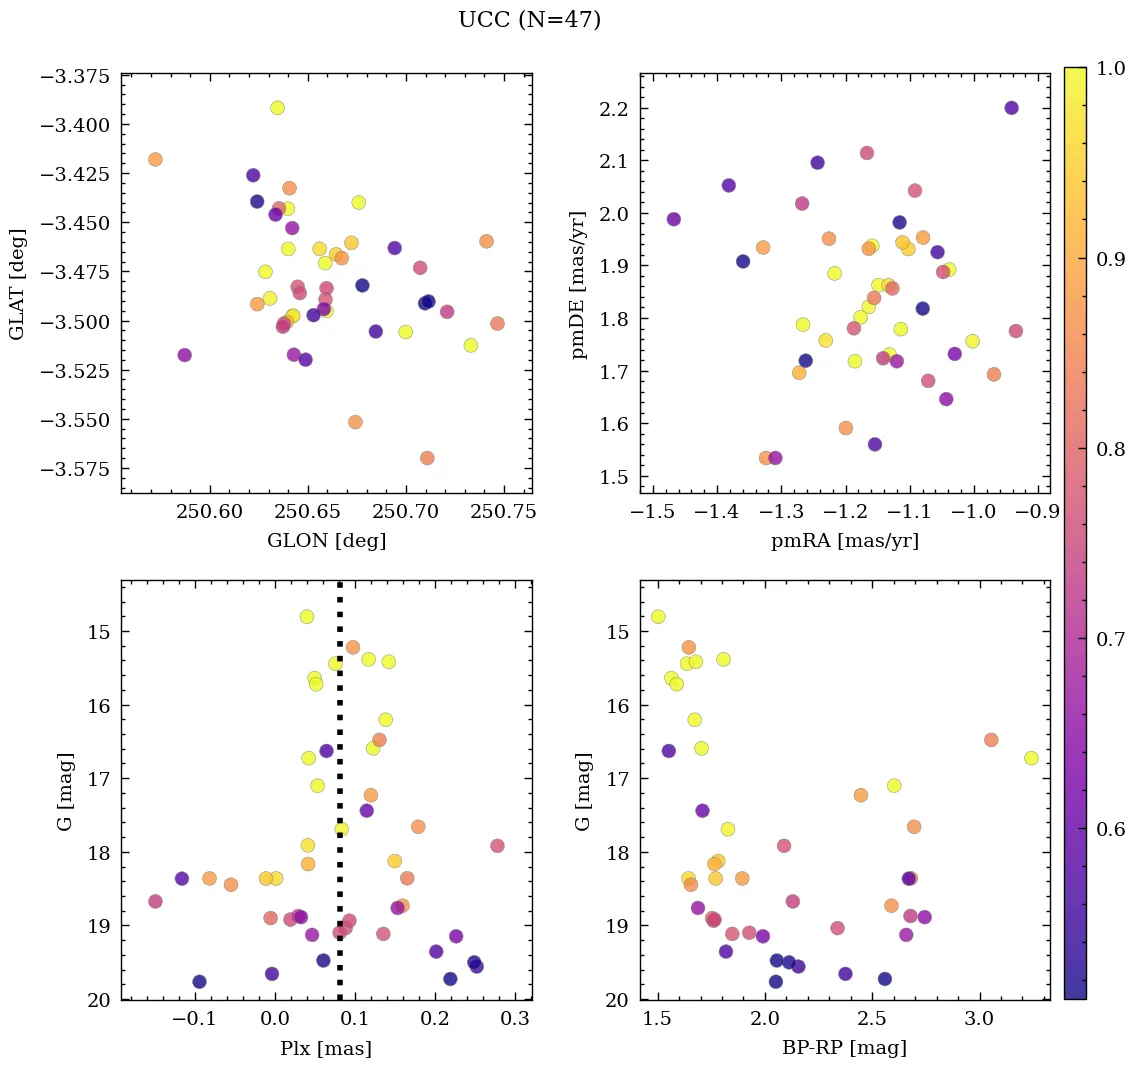 UCC (N=47)
−3.375
−3.400
−3.425
−3.450
−3.475
−3.500
−3.525
−3.550
−3.575
GLAT [deg]
250.60 250.65 250.70 250.75
GLON [deg]
2.2
2.1
2.0
1.9
1.8
1.7
1.6
1.5
pmDE [mas/yr]
−1.5 −1.4 −1.3 −1.2 −1.1 −1.0 −0.9
pmRA [mas/yr]
1.0
0.9
0.8
0.7
0.6
15
16
17
18
19
20
G [mag]
−0.1 0.0 0.1 0.2 0.3
Plx [mas]
15
16
17
18
19
20
G [mag]
1.5 2.0 2.5 3.0
BP-RP [mag]